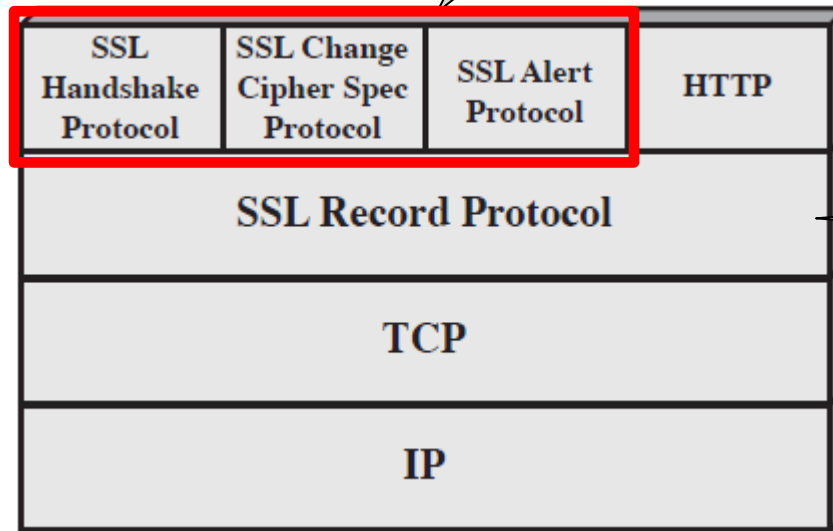 SSL
Handshake
Protocol
SSL Change
Cipher Spec
Protocol
SSL Alert
Protocol
HTTP
SSL Record Protocol
TCP
IP